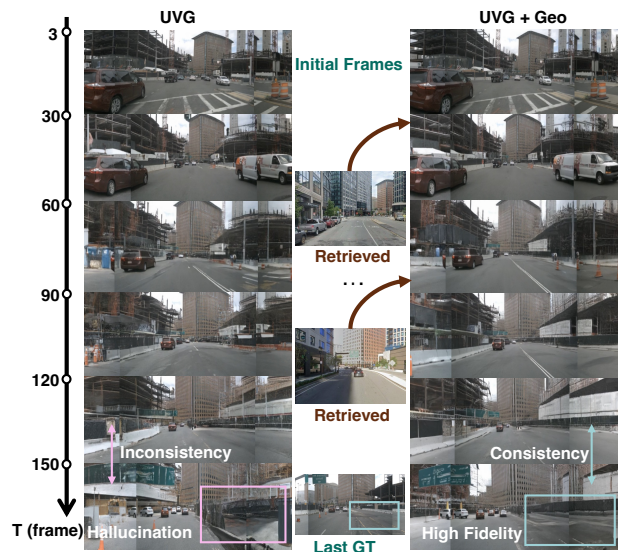 UVG
UVG + Geo
3
Initial Frames
30
60
Retrieved
...
90
120
Retrieved
Inconsistency
Consistency
150
T (frame)
Hallucination
High Fidelity
Last GT